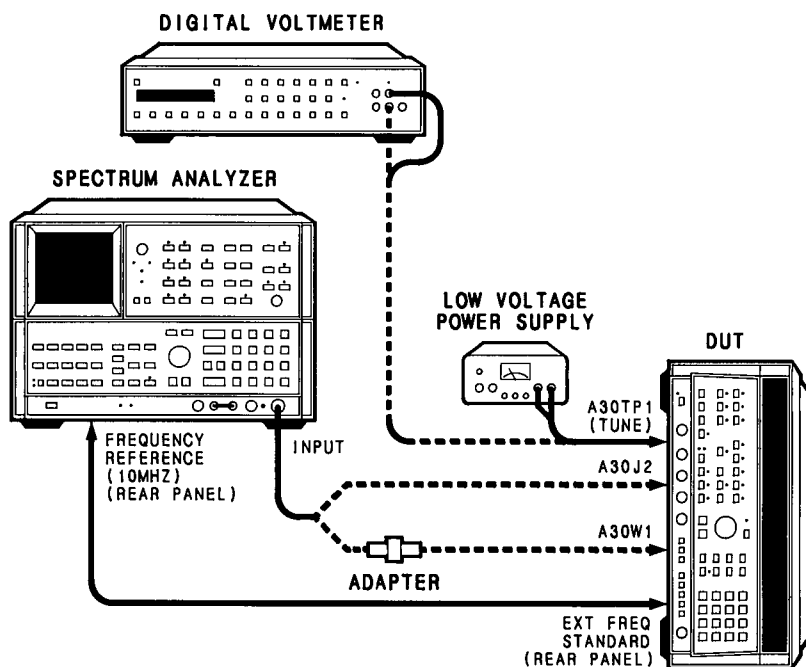 DIGITAL VOLTMETER
SPECTRUM ANALYZER
LOW VOLTAGE
POWER SUPPLY
DUT
A30TP1
(TUNE)
INPUT
FREQUENCY
REFERENCE
(10MHZ)
(REAR PANEL)
A30J2
A30W1
ADAPTER
EXT FREQ
STANDARD
(REAR PANEL)